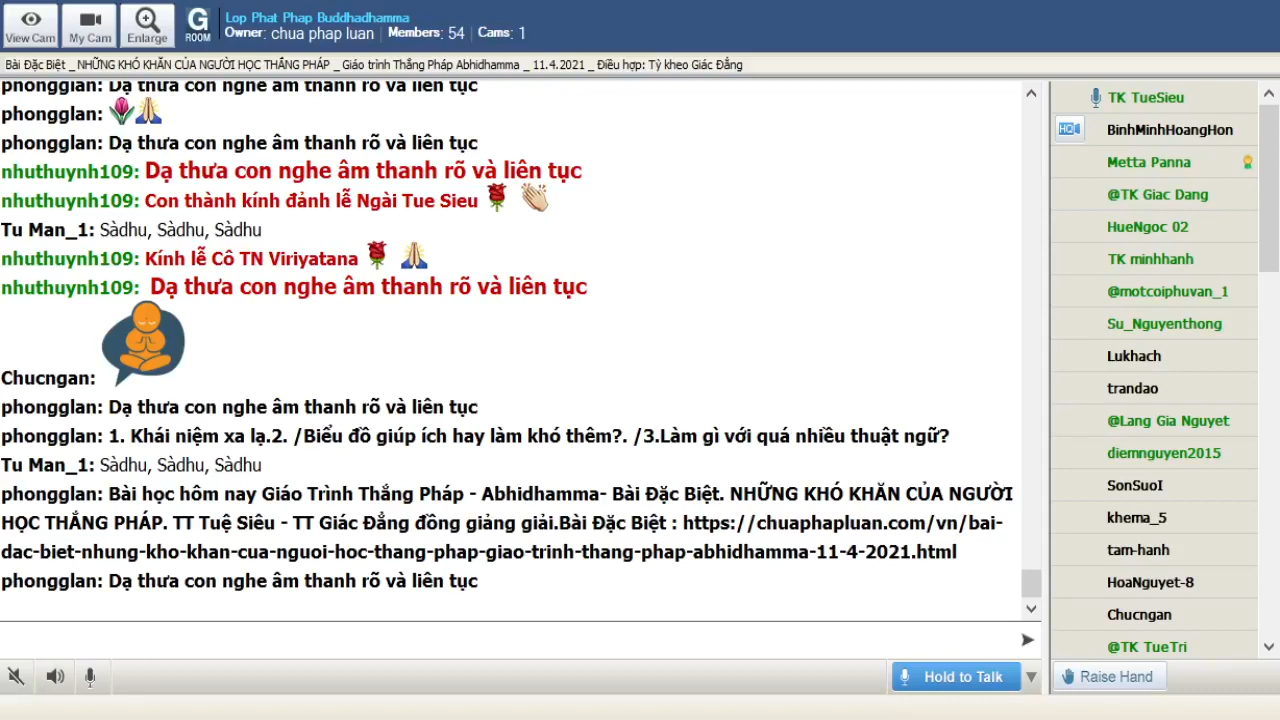 View Cam
My Cam
Enlarge
G
ROOM
Lop Phat Phap Buddhadhamma
Owner: chua phap luan | Members: 54 | Cams: 1
Bài Đặc Biệt _ NHỮNG KHÓ KHĂN CỦA NGƯỜI HỌC THẮNG PHÁP _ Giáo trình Thắng Pháp Abhidhamma _ 11.4.2021 _ Điều hợp: Tỳ kheo Giác Đẳng
phongglan: Dạ thưa con nghe âm thanh rõ và liên tục
phongglan:
phongglan: Dạ thưa con nghe âm thanh rõ và liên tục
nhuthuynh109: Dạ thưa con nghe âm thanh rõ và liên tục
nhuthuynh109: Con thành kính đảnh lễ Ngài Tue Sieu
Tu Man_1: Sàdhu, Sàdhu, Sàdhu
nhuthuynh109: Kính lễ Cô TN Viriyatana
nhuthuynh109: Dạ thưa con nghe âm thanh rõ và liên tục
Chucngan:
phongglan: Dạ thưa con nghe âm thanh rõ và liên tục
phongglan: 1. Khái niệm xa lạ.2. /Biểu đồ giúp ích hay làm khó thêm?. /3.Làm gì với quá nhiều thuật ngữ?
Tu Man_1: Sàdhu, Sàdhu, Sàdhu
phongglan: Bài học hôm nay Giáo Trình Thắng Pháp - Abhidhamma- Bài Đặc Biệt. NHỮNG KHÓ KHĂN CỦA NGƯỜI
HỌC THẮNG PHÁP. TT Tuệ Siêu - TT Giác Đẳng đồng giảng giải.Bài Đặc Biệt : https://chuaphapluan.com/vn/bai-
dac-biet-nhung-kho-khan-cua-nguoi-hoc-thang-phap-giao-trinh-thang-phap-abhidhamma-11-4-2021.html
phongglan: Dạ thưa con nghe âm thanh rõ và liên tục
TK TueSieu
HQ
BinhMinhHoangHon
Metta Panna
@TK Giac Dang
HueNgoc 02
TK minhhanh
@motcoiphuvan_1
Su_Nguyenthong
Lukhach
trandao
@Lang Gia Nguyet
diemnguyen2015
SonSuoI
khema_5
tam-hanh
HoaNguyet-8
Chucngan
@TK TueTri
Hold to Talk
Raise Hand